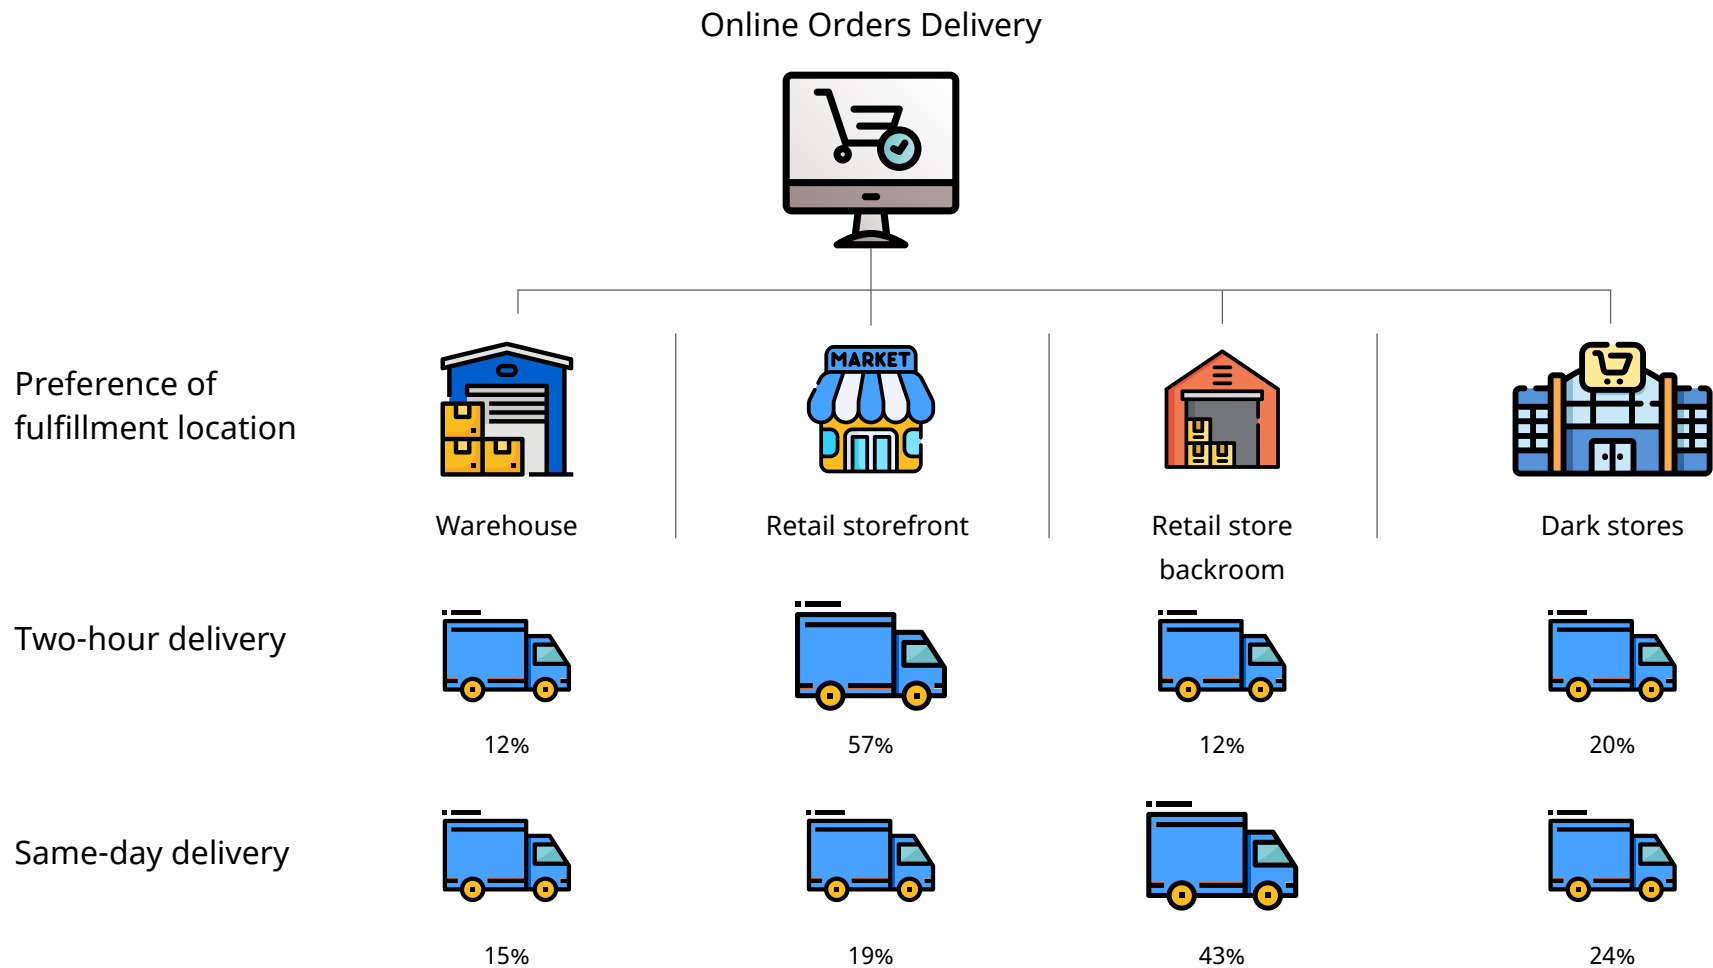 Online Orders Delivery
MARKET
Preference of
fulfillment location
Warehouse
Retail storefront
Retail store
backroom
Dark stores
Two-hour delivery
12%
57%
12%
20%
Same-day delivery
15%
19%
43%
24%